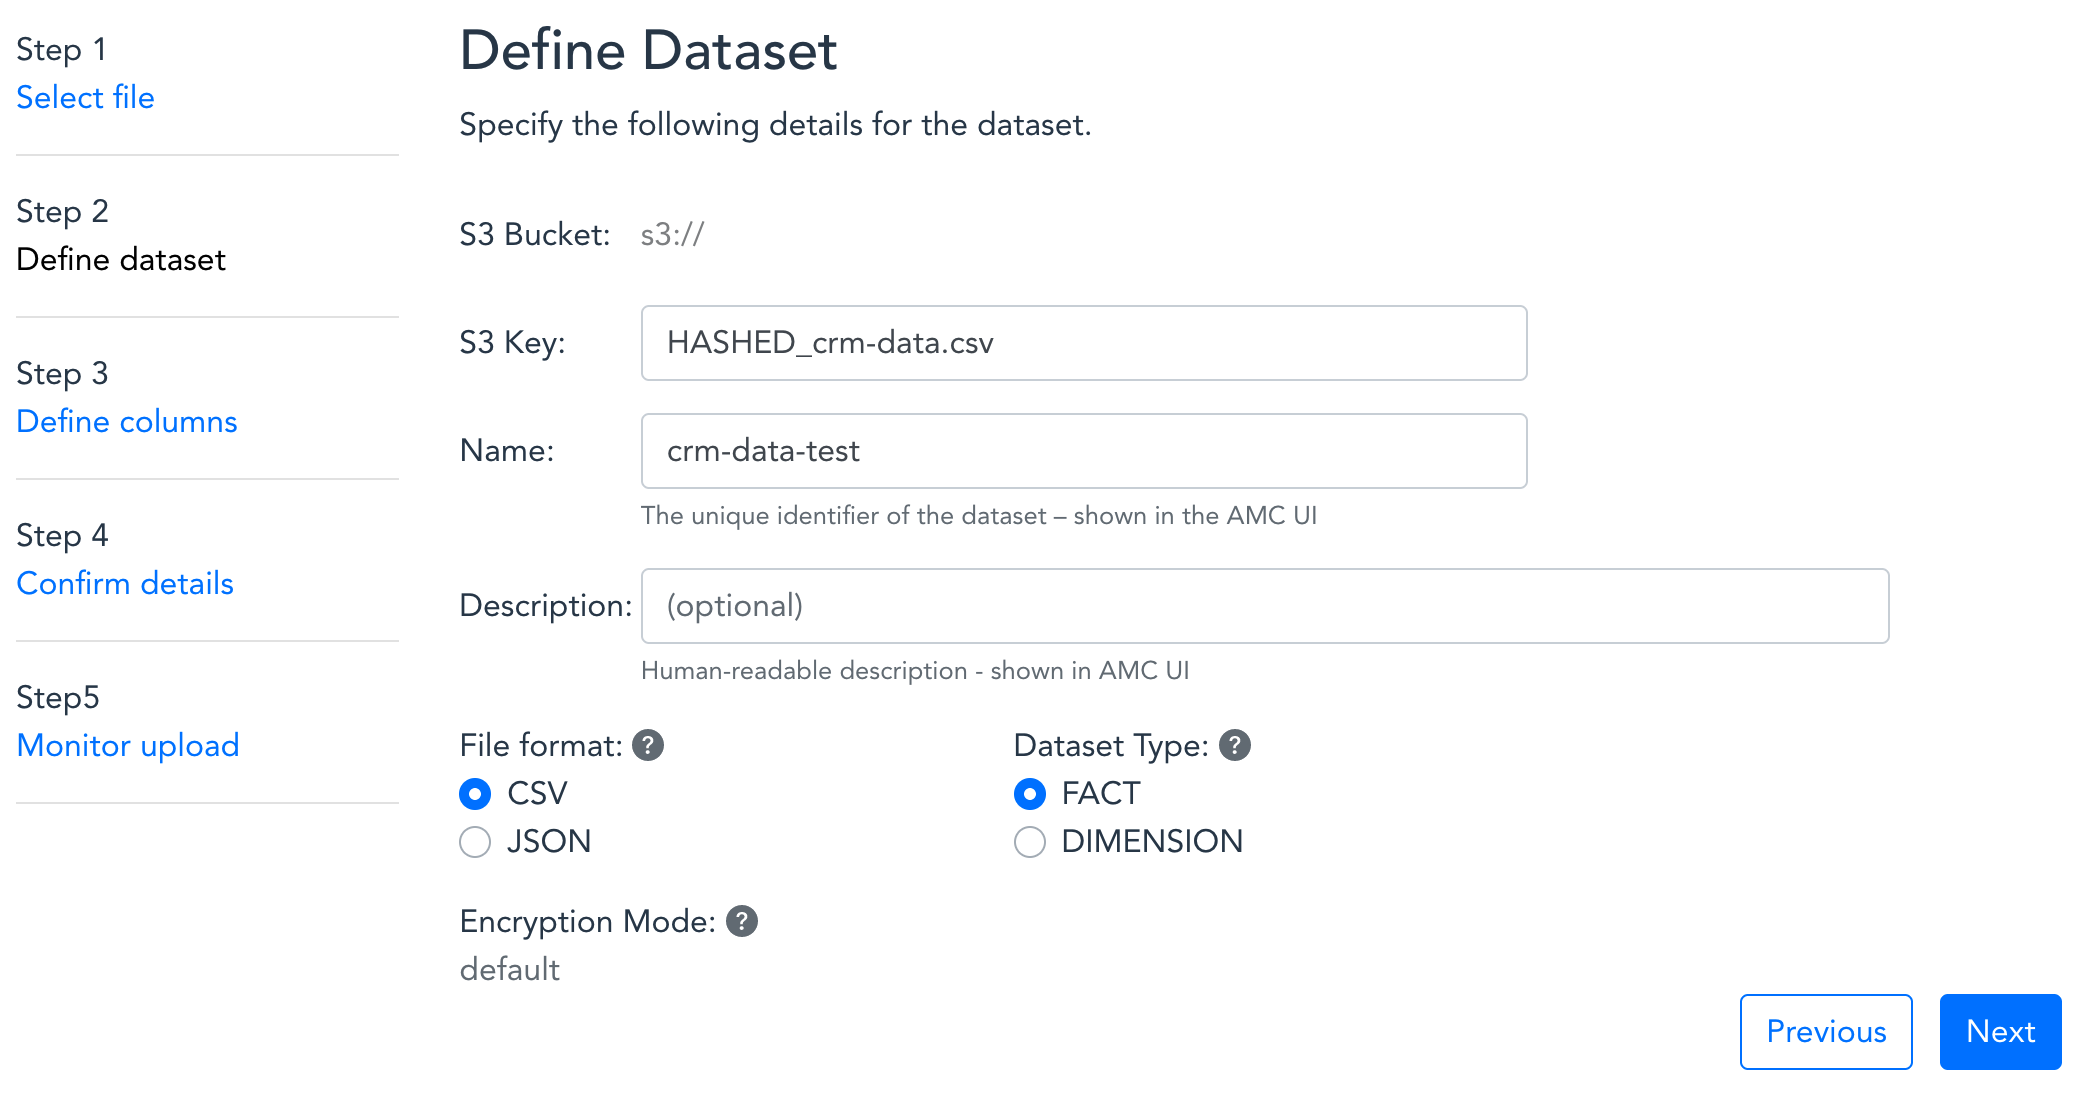 Step 1
Select file
Step 2
Define dataset
Step 3
Define columns
Step 4
Confirm details
Step5
Monitor upload
Define Dataset
Specify the following details for the dataset.
S3 Bucket: s3://
S3 Key: HASHED_crm-data.csv
Name: crm-data-test
The unique identifier of the dataset – shown in the AMC UI
Description: (optional)
Human-readable description - shown in AMC UI
File format: ?
CSV
JSON
Dataset Type: ?
FACT
DIMENSION
Encryption Mode: ?
default
Previous Next